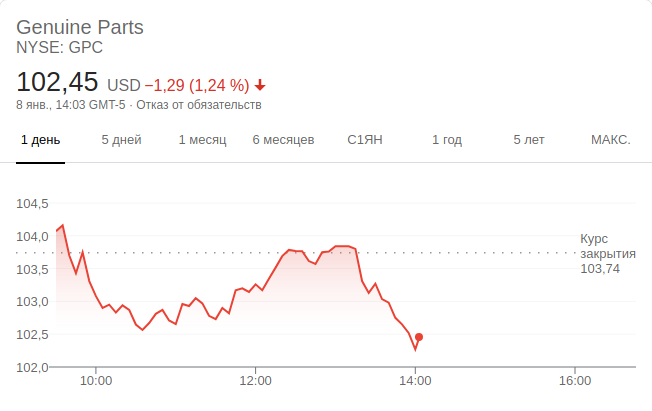 Genuine Parts
NYSE: GPC
102,45 USD −1,29 (1,24 %)
8 янв., 14:03 GMT-5 · Отказ от обязательств
1 день 5 дней 1 месяц 6 месяцев С1ЯН 1 год 5 лет МАКС.
104,5
104,0
103,5
103,0
102,5
102,0
Курс
закрытия
103,74
10:00 12:00 14:00 16:00